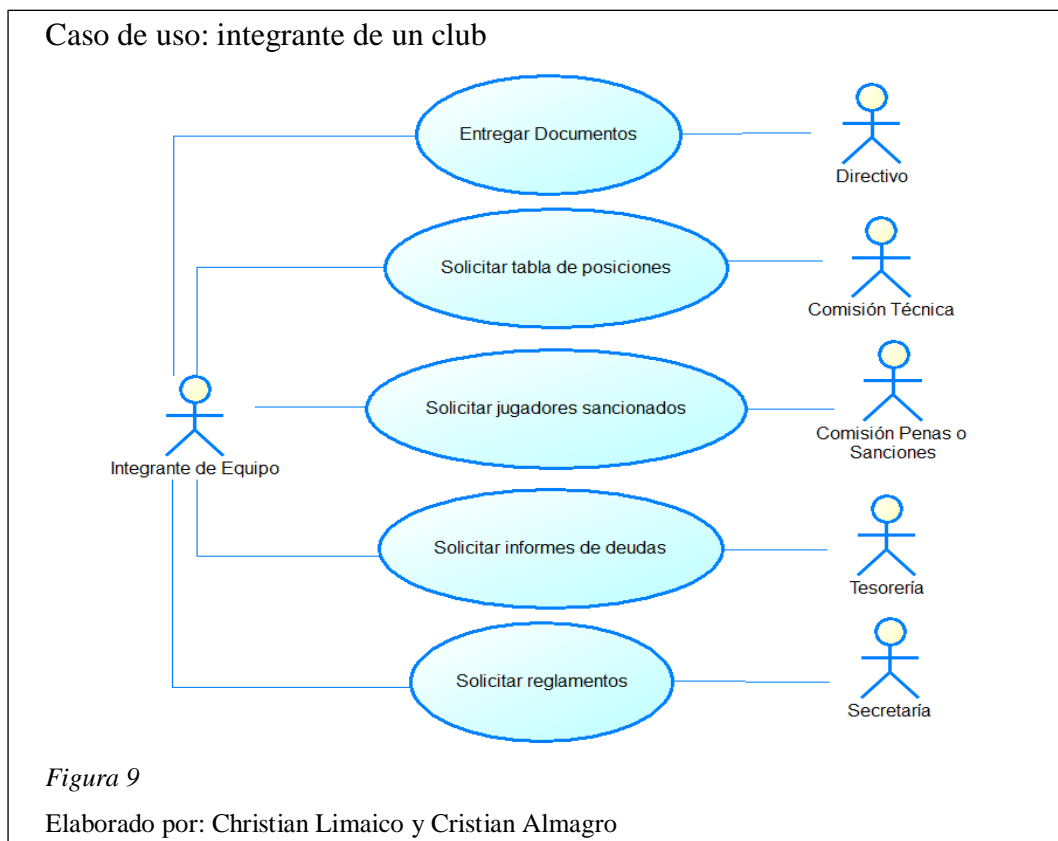 Caso de uso: integrante de un club
Entregar Documentos
Directivo
Solicitar tabla de posiciones
Comisión Técnica
Solicitar jugadores sancionados
Comisión Penas o
Sanciones
Integrante de Equipo
Solicitar informes de deudas
Tesorería
Solicitar reglamentos
Secretaría
Figura 9
Elaborado por: Christian Limaico y Cristian Almagro